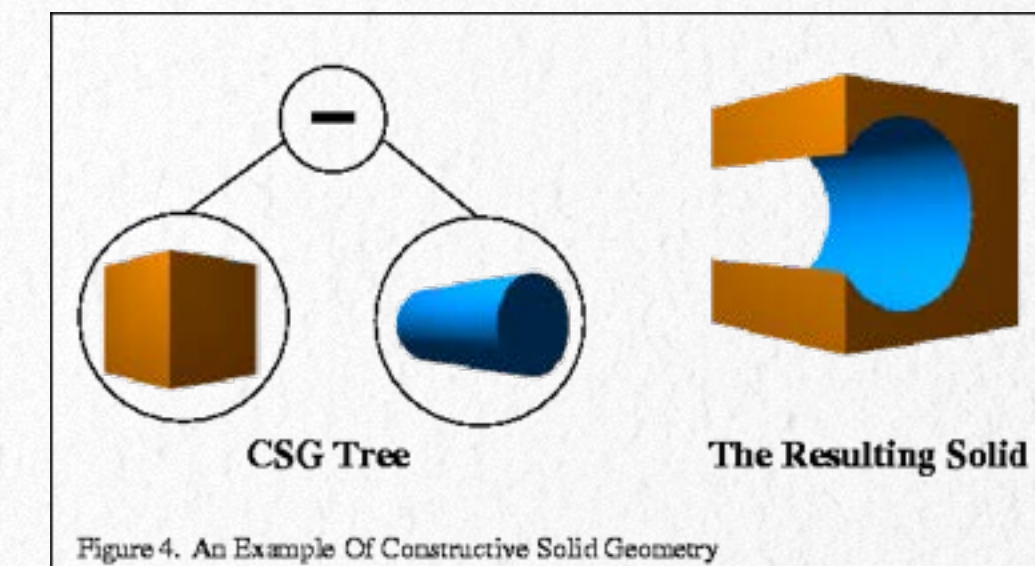 −
CSG Tree
The Resulting Solid
Figure 4. An Example Of Constructive Solid Geometry